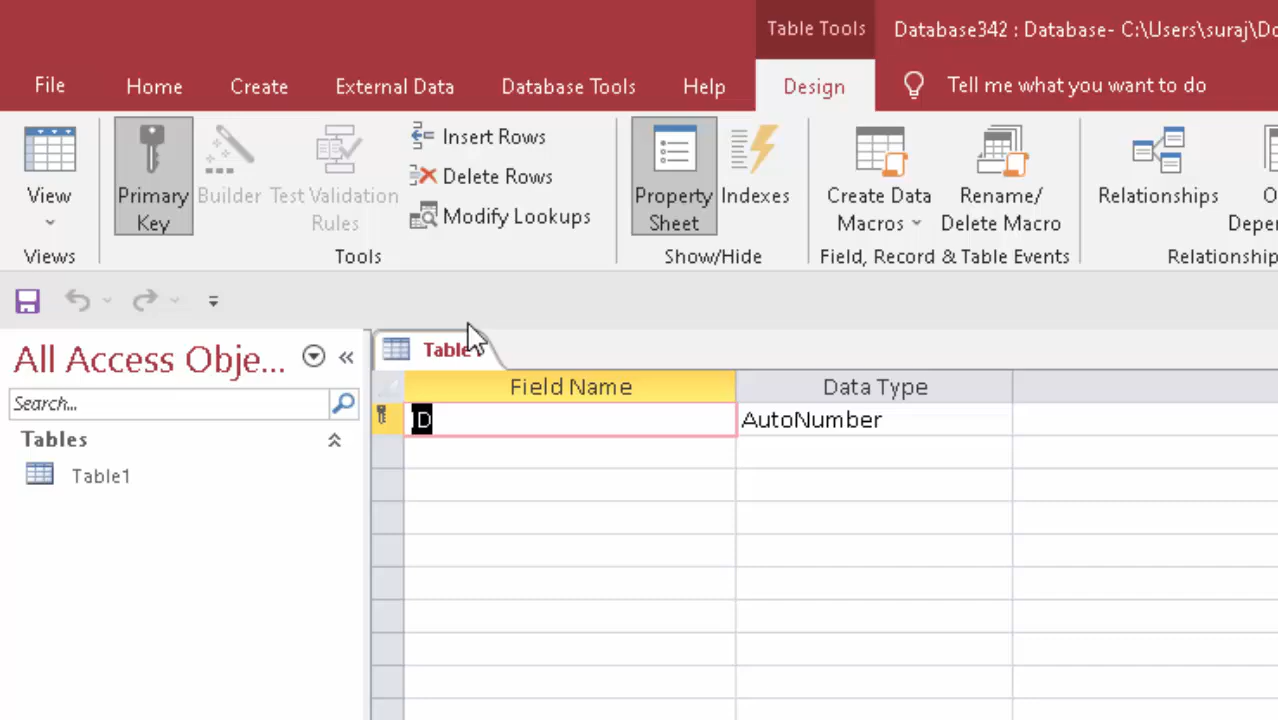 Table Tools
Database342 : Database- C:\Users\suraj\Do
File Home Create External Data Database Tools Help Design Tell me what you want to do
View
Primary Key
Builder
Test Validation Rules
Insert Rows
Delete Rows
Modify Lookups
Property Sheet
Indexes
Create Data Macros
Rename/ Delete Macro
Relationships
Views
Tools
Show/Hide
Field, Record & Table Events
All Access Obje...
Search...
Tables
Table1
Field Name Data Type
ID AutoNumber